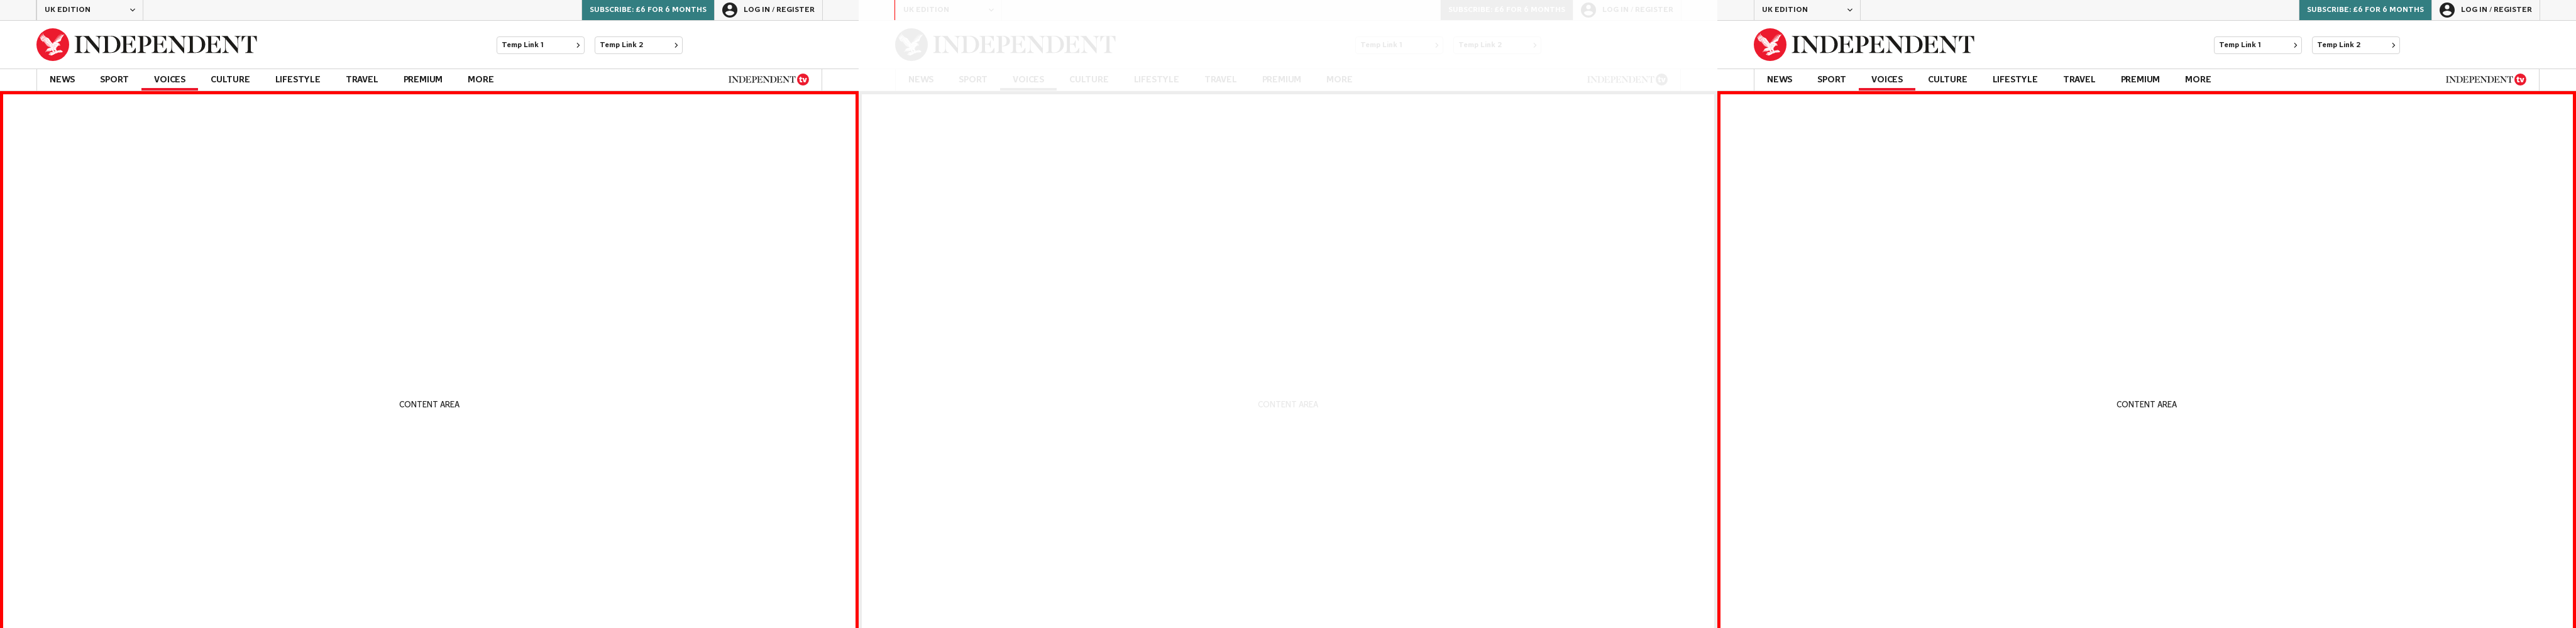 UK EDITION
SUBSCRIBE: £6 FOR 6 MONTHS
LOG IN / REGISTER
INDEPENDENT
Temp Link 1
Temp Link 2
NEWS SPORT VOICES CULTURE LIFESTYLE TRAVEL PREMIUM MORE
INDEPENDENT tv
CONTENT AREA
UK EDITION
SUBSCRIBE: £6 FOR 6 MONTHS
LOG IN / REGISTER
INDEPENDENT
Temp Link 1
Temp Link 2
NEWS SPORT VOICES CULTURE LIFESTYLE TRAVEL PREMIUM MORE
INDEPENDENT tv
CONTENT AREA
UK EDITION
SUBSCRIBE: £6 FOR 6 MONTHS
LOG IN / REGISTER
INDEPENDENT
Temp Link 1
Temp Link 2
NEWS SPORT VOICES CULTURE LIFESTYLE TRAVEL PREMIUM MORE
INDEPENDENT tv
CONTENT AREA